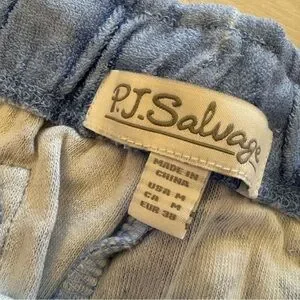 P.J. Salvage
MADE IN
CHINA
USA M
CA M
EUR 38